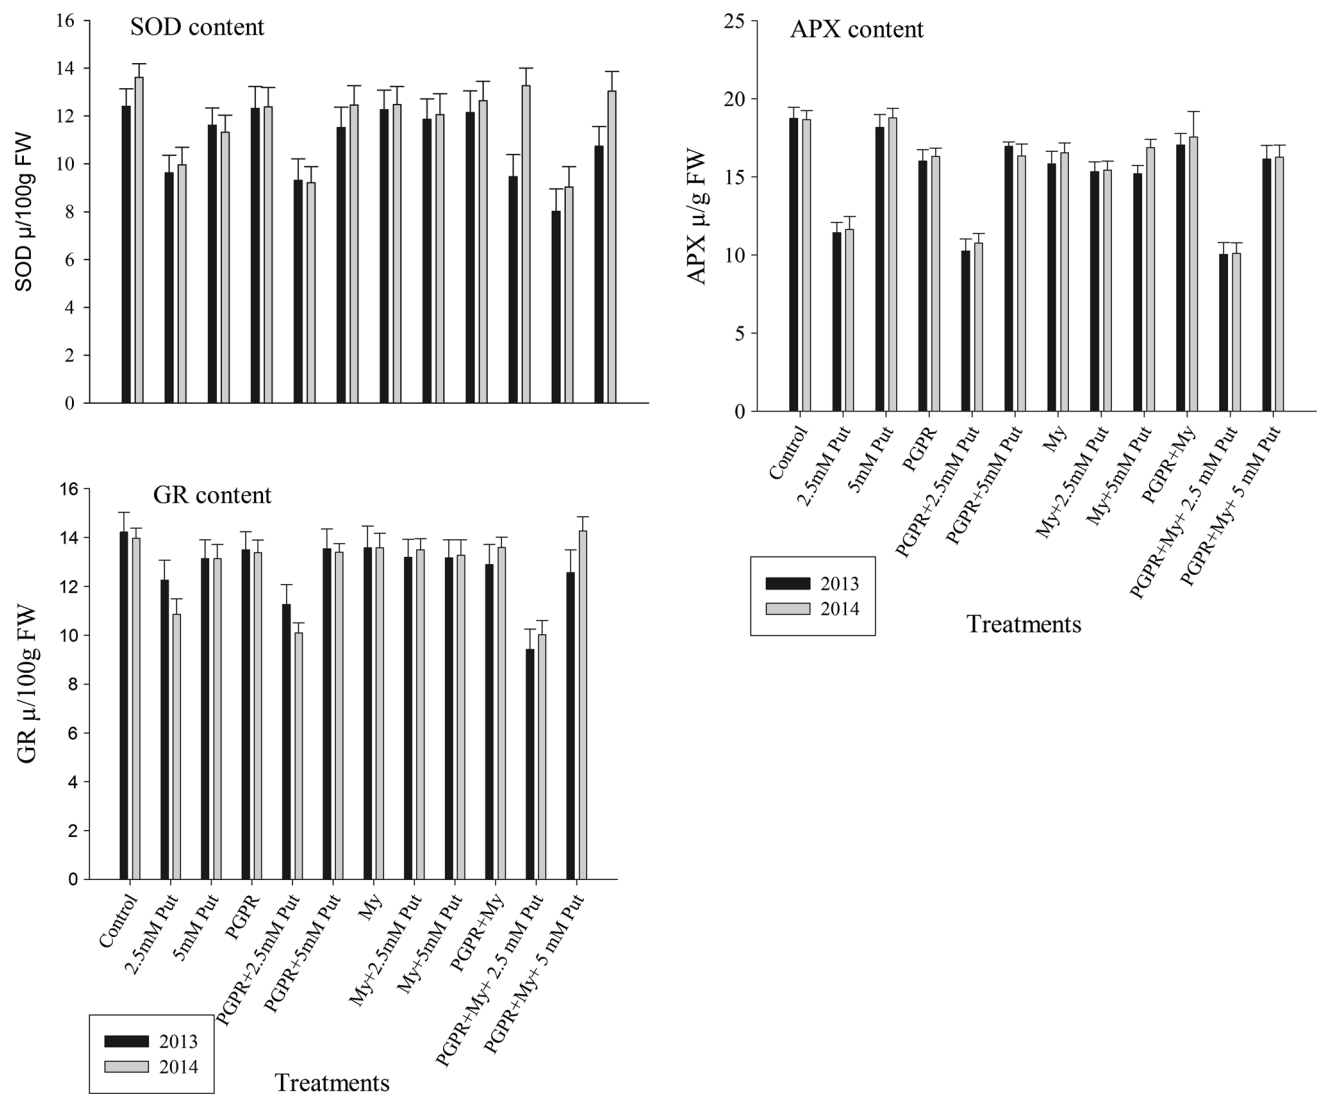 SOD content
SOD µ/100g FW
16
14
12
10
8
6
4
2
0
APX content
APX µ/g FW
25
20
15
10
5
0
Control
2.5mM Put
5mM Put
PGPR
PGPR+2.5mM Put
PGPR+5mM Put
My
My+2.5mM Put
My+5mM Put
PGPR+My
PGPR+My+ 2.5 mM Put
PGPR+My+ 5 mM Put
2013
2014
Treatments
GR content
GR µ/100g FW
16
14
12
10
8
6
4
2
0
Control
2.5mM Put
5mM Put
PGPR
PGPR+2.5mM Put
PGPR+5mM Put
My
My+2.5mM Put
My+5mM Put
PGPR+My
PGPR+My+ 2.5 mM Put
PGPR+My+ 5 mM Put
2013
2014
Treatments